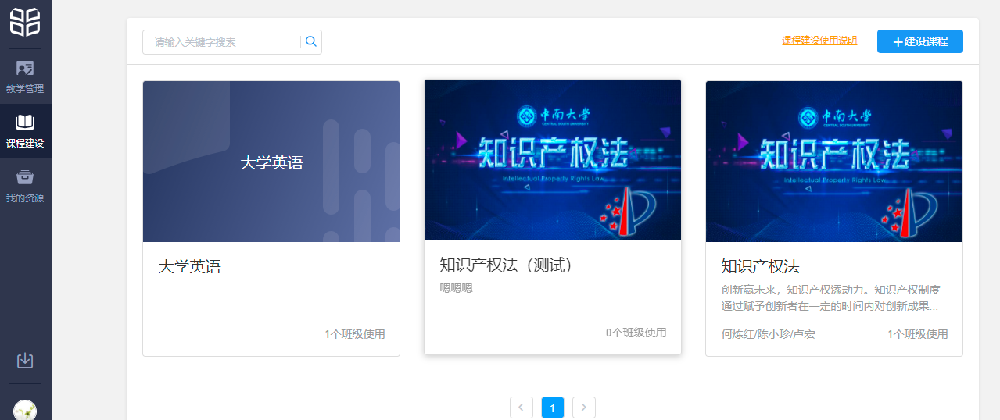 请输入关键字搜索
课程建设使用说明
+建设课程
教学管理
课程建设
我的资源
大学英语
大学英语
1个班级使用
中南大学
CENTRAL SOUTH UNIVERSITY
知识产权法
Intellectual Property Rights Law
知识产权法（测试）
嗯嗯嗯
0个班级使用
中南大学
CENTRAL SOUTH UNIVERSITY
知识产权法
Intellectual Property Rights Law
知识产权法
创新赢未来，知识产权添动力。知识产权制度
通过赋予创新者在一定的时间内对创新成果...
何炼红/陈小珍/卢宏
1个班级使用
1